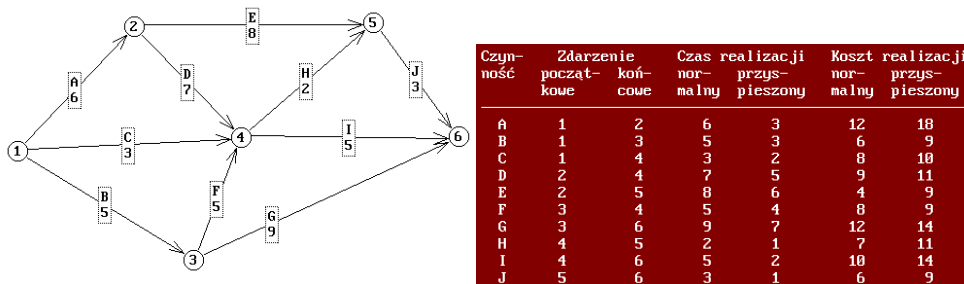 E
8
2
5
A
6
D
7
H
2
J
3
C
3
4
I
5
6
1
B
5
F
5
G
9
3
Czyn- Zdarzenie Czas realizacji Koszt realizacji
ność począt- koń- nor- przys- nor- przys-
kowe cowe malny pieszony malny pieszony
A 1 2 6 3 12 18
B 1 3 5 3 6 9
C 1 4 3 2 8 10
D 2 4 7 5 9 11
E 2 5 8 6 4 9
F 3 4 5 4 8 9
G 3 6 9 7 12 14
H 4 5 2 1 7 11
I 4 6 5 2 10 14
J 5 6 3 1 6 9